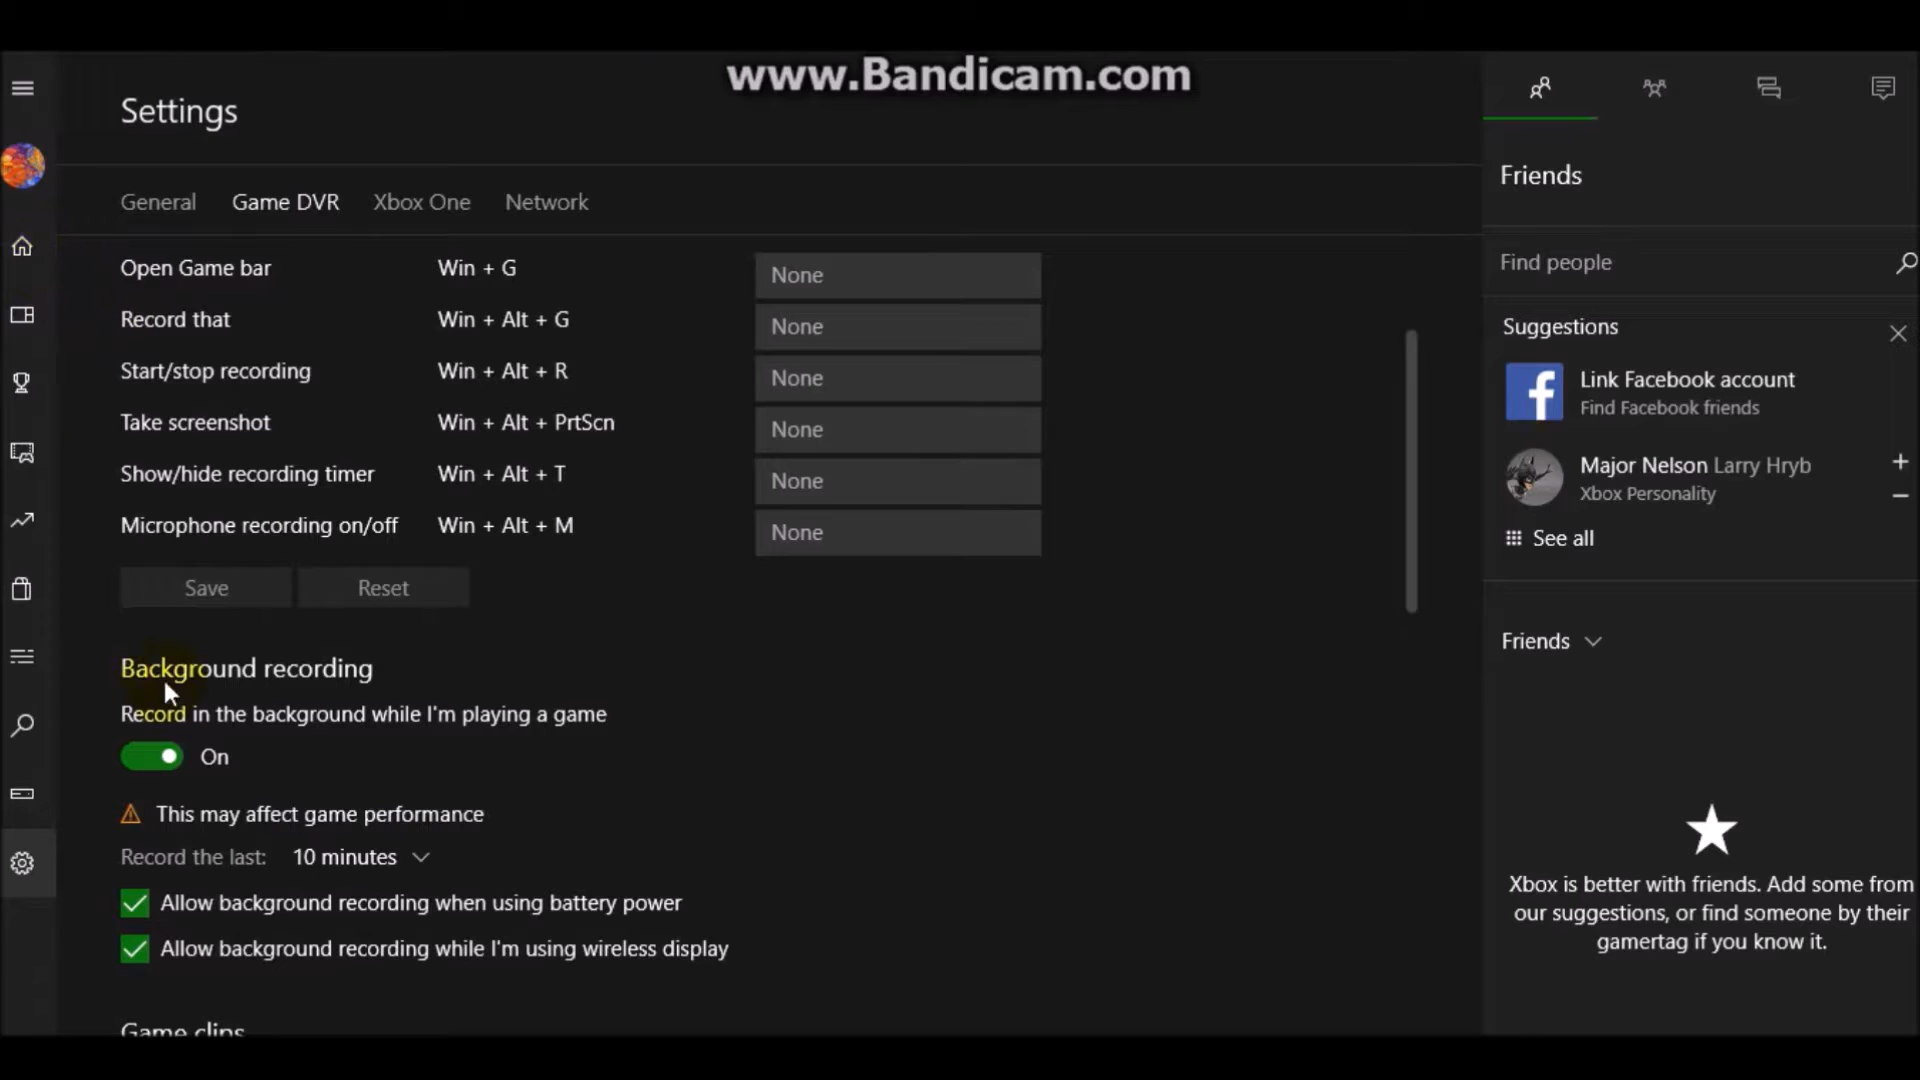 www.Bandicam.com
Settings
General Game DVR Xbox One Network
Open Game bar Win + G None
Record that Win + Alt + G None
Start/stop recording Win + Alt + R None
Take screenshot Win + Alt + PrtScn None
Show/hide recording timer Win + Alt + T None
Microphone recording on/off Win + Alt + M None
Save Reset
Background recording
Record in the background while I'm playing a game
On
This may affect game performance
Record the last: 10 minutes
Allow background recording when using battery power
Allow background recording while I'm using wireless display
Game clips
Friends
Find people
Suggestions
Link Facebook account
Find Facebook friends
Major Nelson Larry Hryb
Xbox Personality
See all
Friends
Xbox is better with friends. Add some from
our suggestions, or find someone by their
gamertag if you know it.